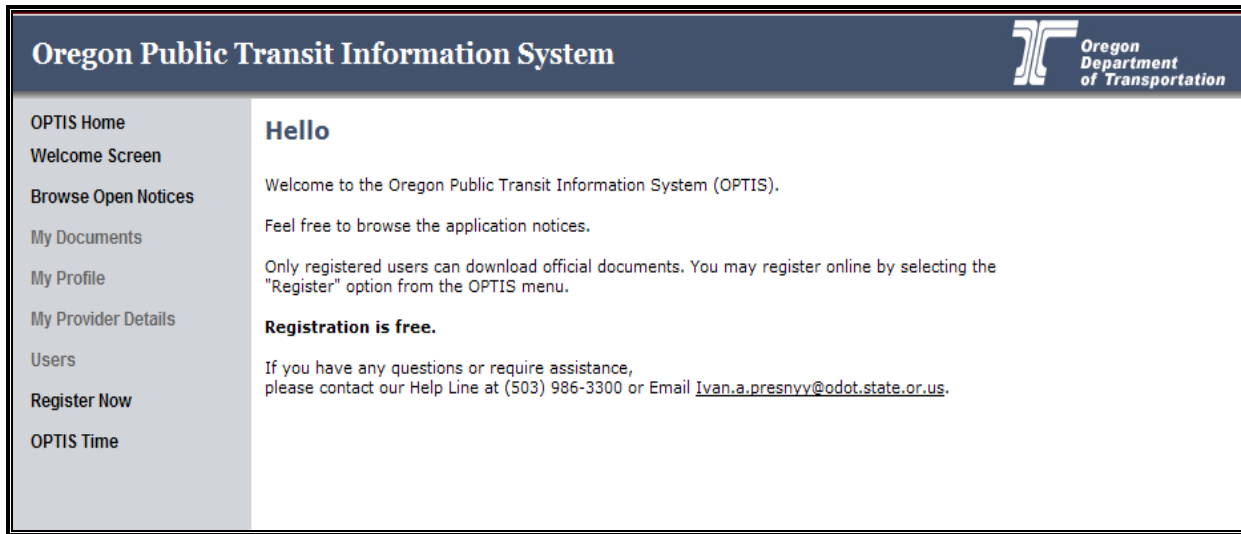 Oregon Public Transit Information System
Oregon
Department
of Transportation
OPTIS Home
Welcome Screen
Browse Open Notices
My Documents
My Profile
My Provider Details
Users
Register Now
OPTIS Time
Hello
Welcome to the Oregon Public Transit Information System (OPTIS).
Feel free to browse the application notices.
Only registered users can download official documents. You may register online by selecting the
"Register" option from the OPTIS menu.
Registration is free.
If you have any questions or require assistance,
please contact our Help Line at (503) 986-3300 or Email Ivan.a.presnyy@odot.state.or.us.